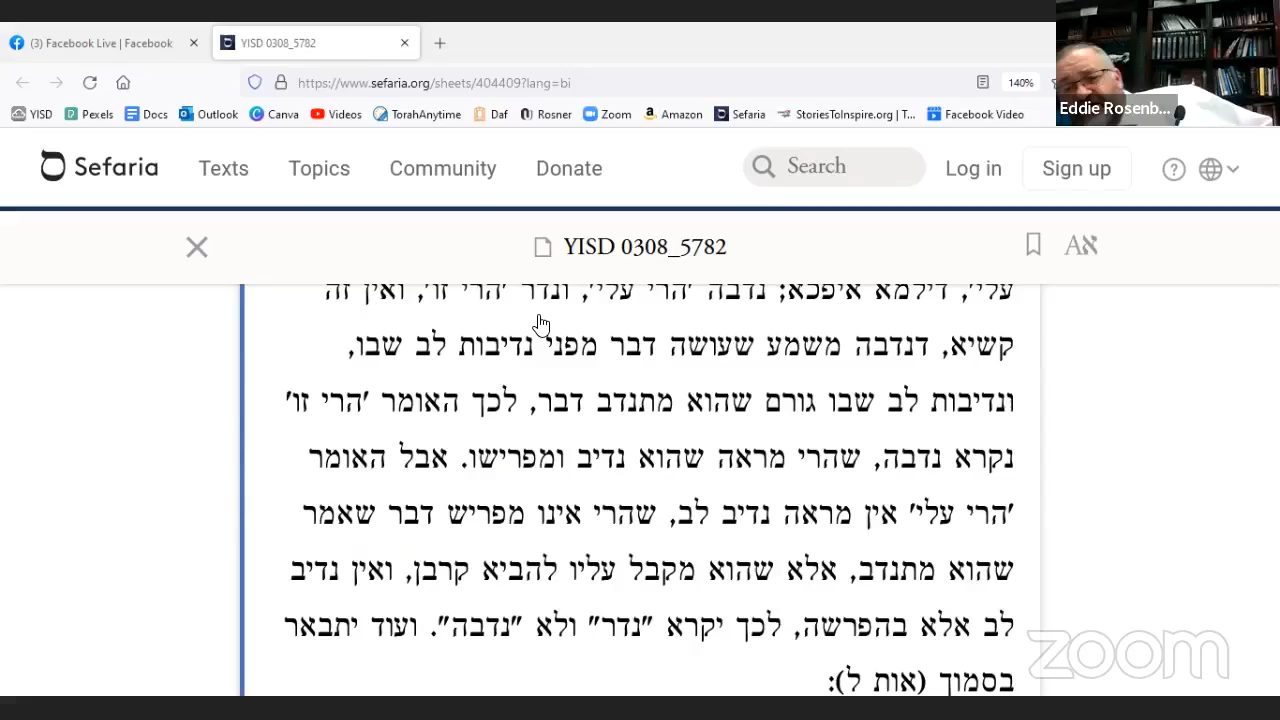 (3) Facebook Live | Facebook
YISD 0308_5782
https://www.sefaria.org/sheets/404409?lang=bi
140%
YISD Pexels Docs Outlook Canva Videos TorahAnytime Daf Rosner Zoom Amazon Sefaria StoriesToInspire.org | T... Facebook Video
Eddie Rosenb...
Sefaria Texts Topics Community Donate Search Log in Sign up
YISD 0308_5782
עלי', דילמא איפכא; נדבה 'הרי עלי', ונדר 'הרי זו', ואין זה
קשיא, דנדבה משמע שעושה דבר מפני נדיבות לב שבו,
ונדיבות לב שבו גורם שהוא מתנדב דבר, לכך האומר 'הרי זו'
נקרא נדבה, שהרי מראה שהוא נדיב ומפרישו. אבל האומר
'הרי עלי' אין מראה נדיב לב, שהרי אינו מפריש דבר שאמר
שהוא מתנדב, אלא שהוא מקבל עליו להביא קרבן, ואין נדיב
לב אלא בהפרשה, לכך יקרא "נדר" ולא "נדבה". ועוד יתבאר
בסמוך (אות ל):
zoom